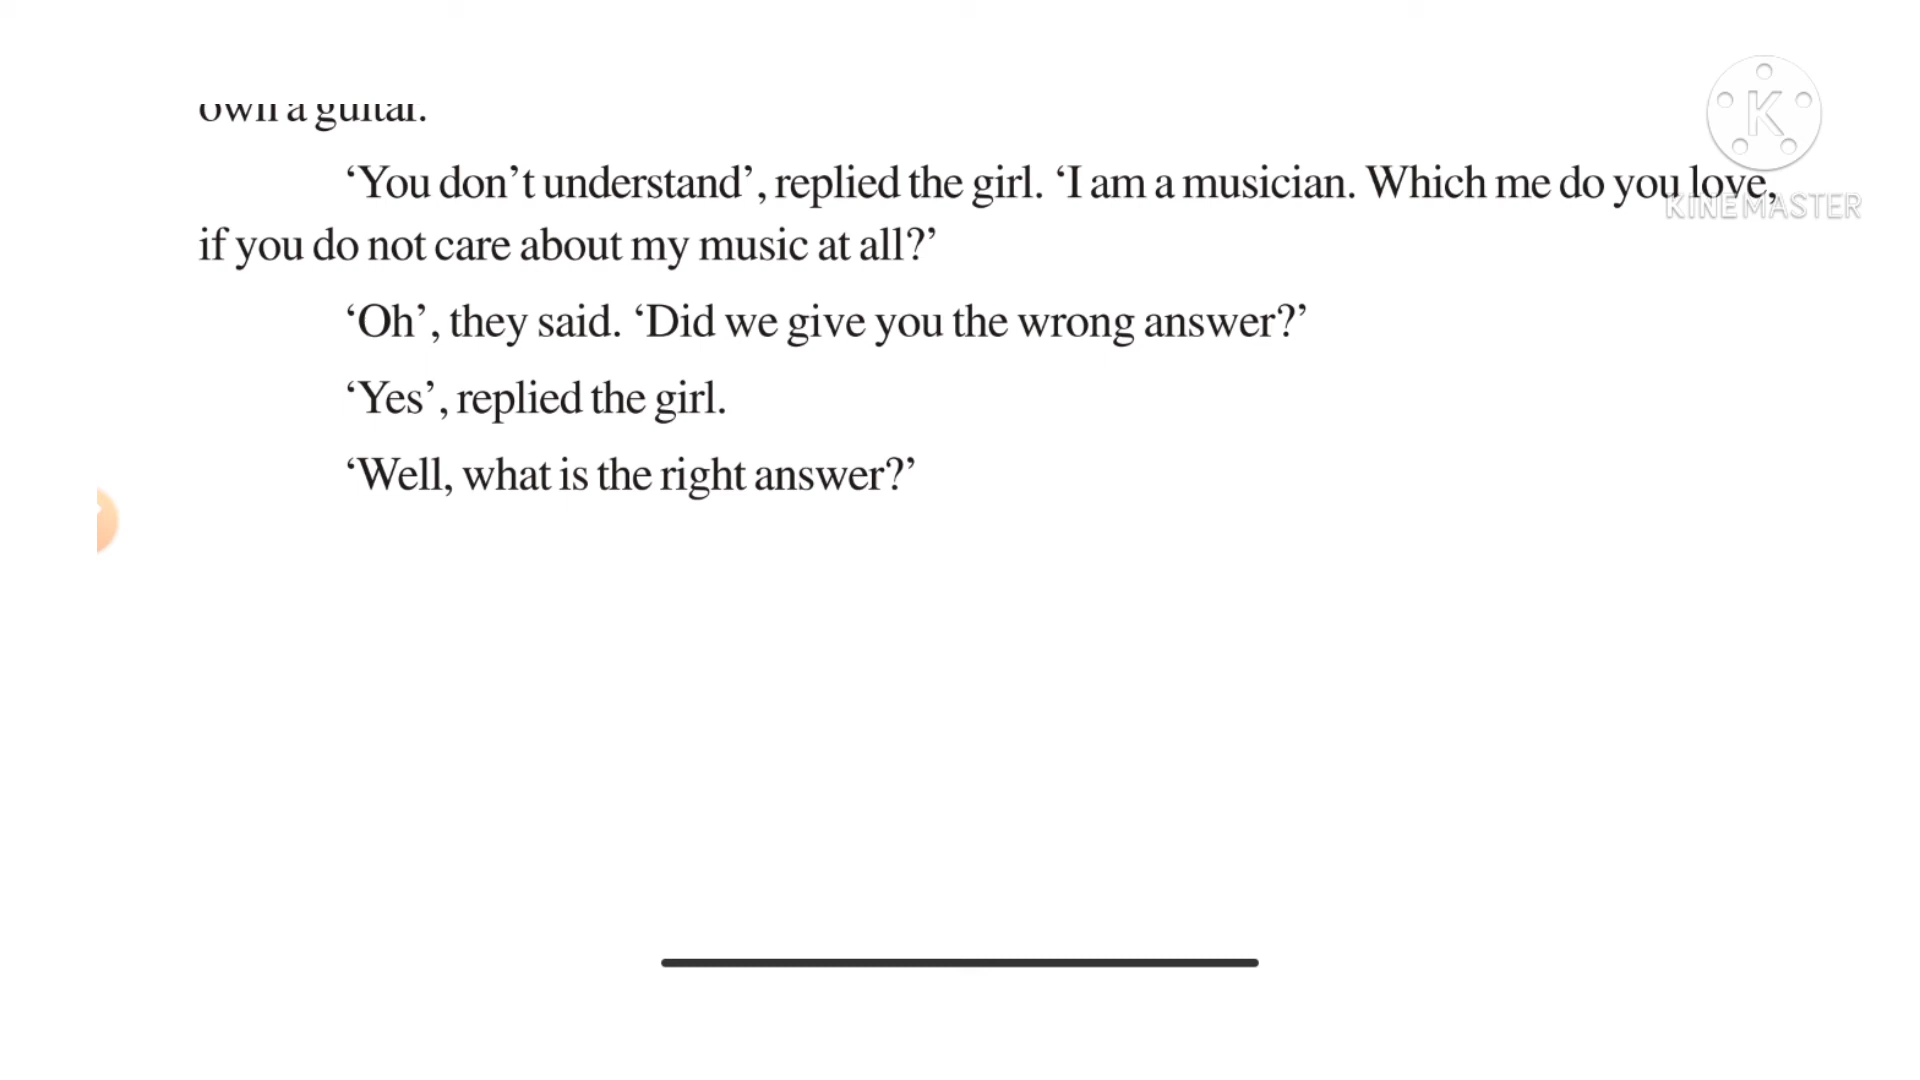 own a guitar.
‘You don’t understand’, replied the girl. ‘I am a musician. Which me do you love,
if you do not care about my music at all?’
‘Oh’, they said. ‘Did we give you the wrong answer?’
‘Yes’, replied the girl.
‘Well, what is the right answer?’
K
KINEMASTER